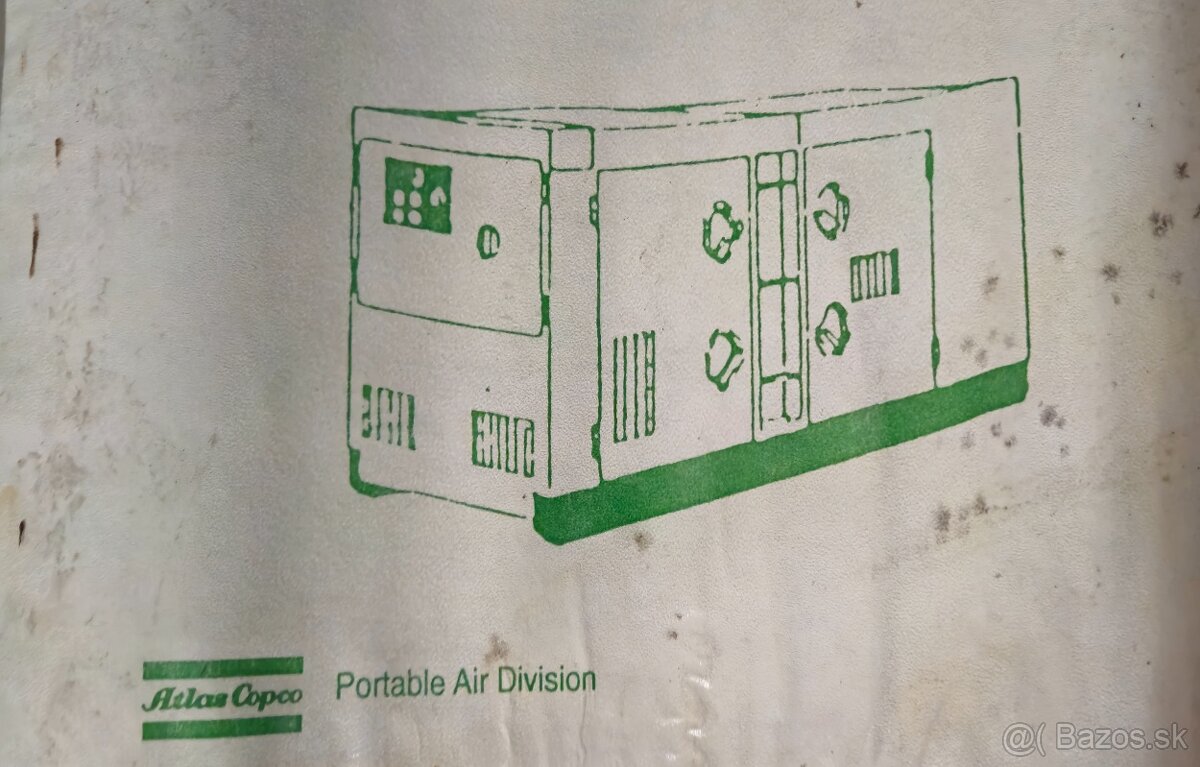 Atlas Copco
Portable Air Division
@( Bazos.sk